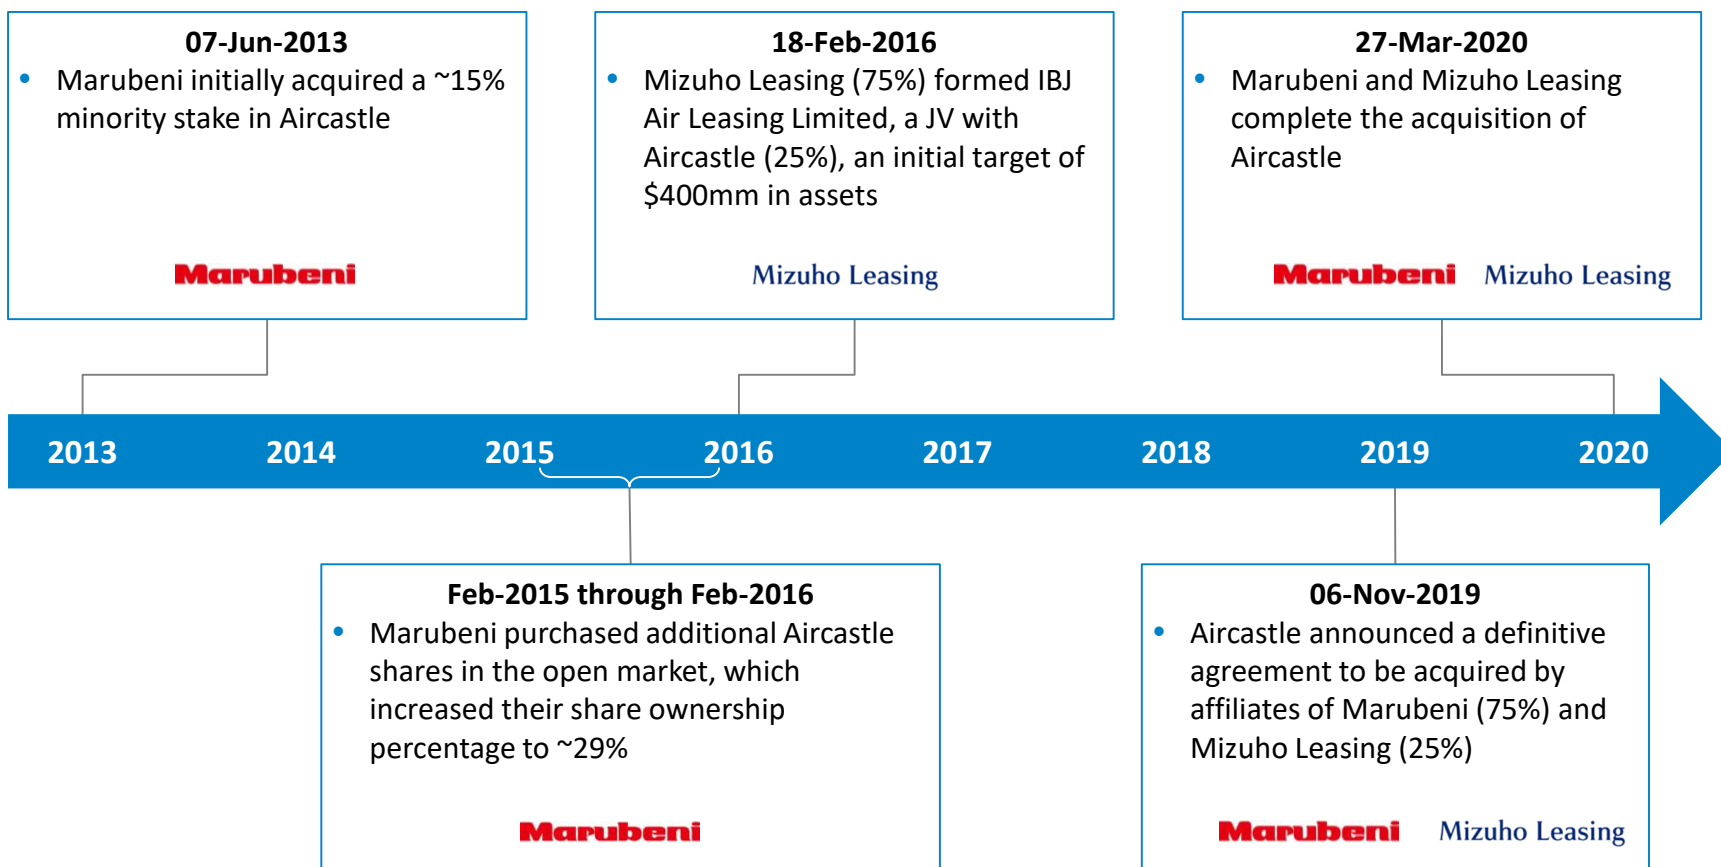 07-Jun-2013
• Marubeni initially acquired a ~15%
minority stake in Aircastle
Marubeni
18-Feb-2016
• Mizuho Leasing (75%) formed IBJ
Air Leasing Limited, a JV with
Aircastle (25%), an initial target of
$400mm in assets
Mizuho Leasing
27-Mar-2020
• Marubeni and Mizuho Leasing
complete the acquisition of
Aircastle
Marubeni Mizuho Leasing
2013 2014 2015 2016 2017 2018 2019 2020
Feb-2015 through Feb-2016
• Marubeni purchased additional Aircastle
shares in the open market, which
increased their share ownership
percentage to ~29%
Marubeni
06-Nov-2019
• Aircastle announced a definitive
agreement to be acquired by
affiliates of Marubeni (75%) and
Mizuho Leasing (25%)
Marubeni Mizuho Leasing